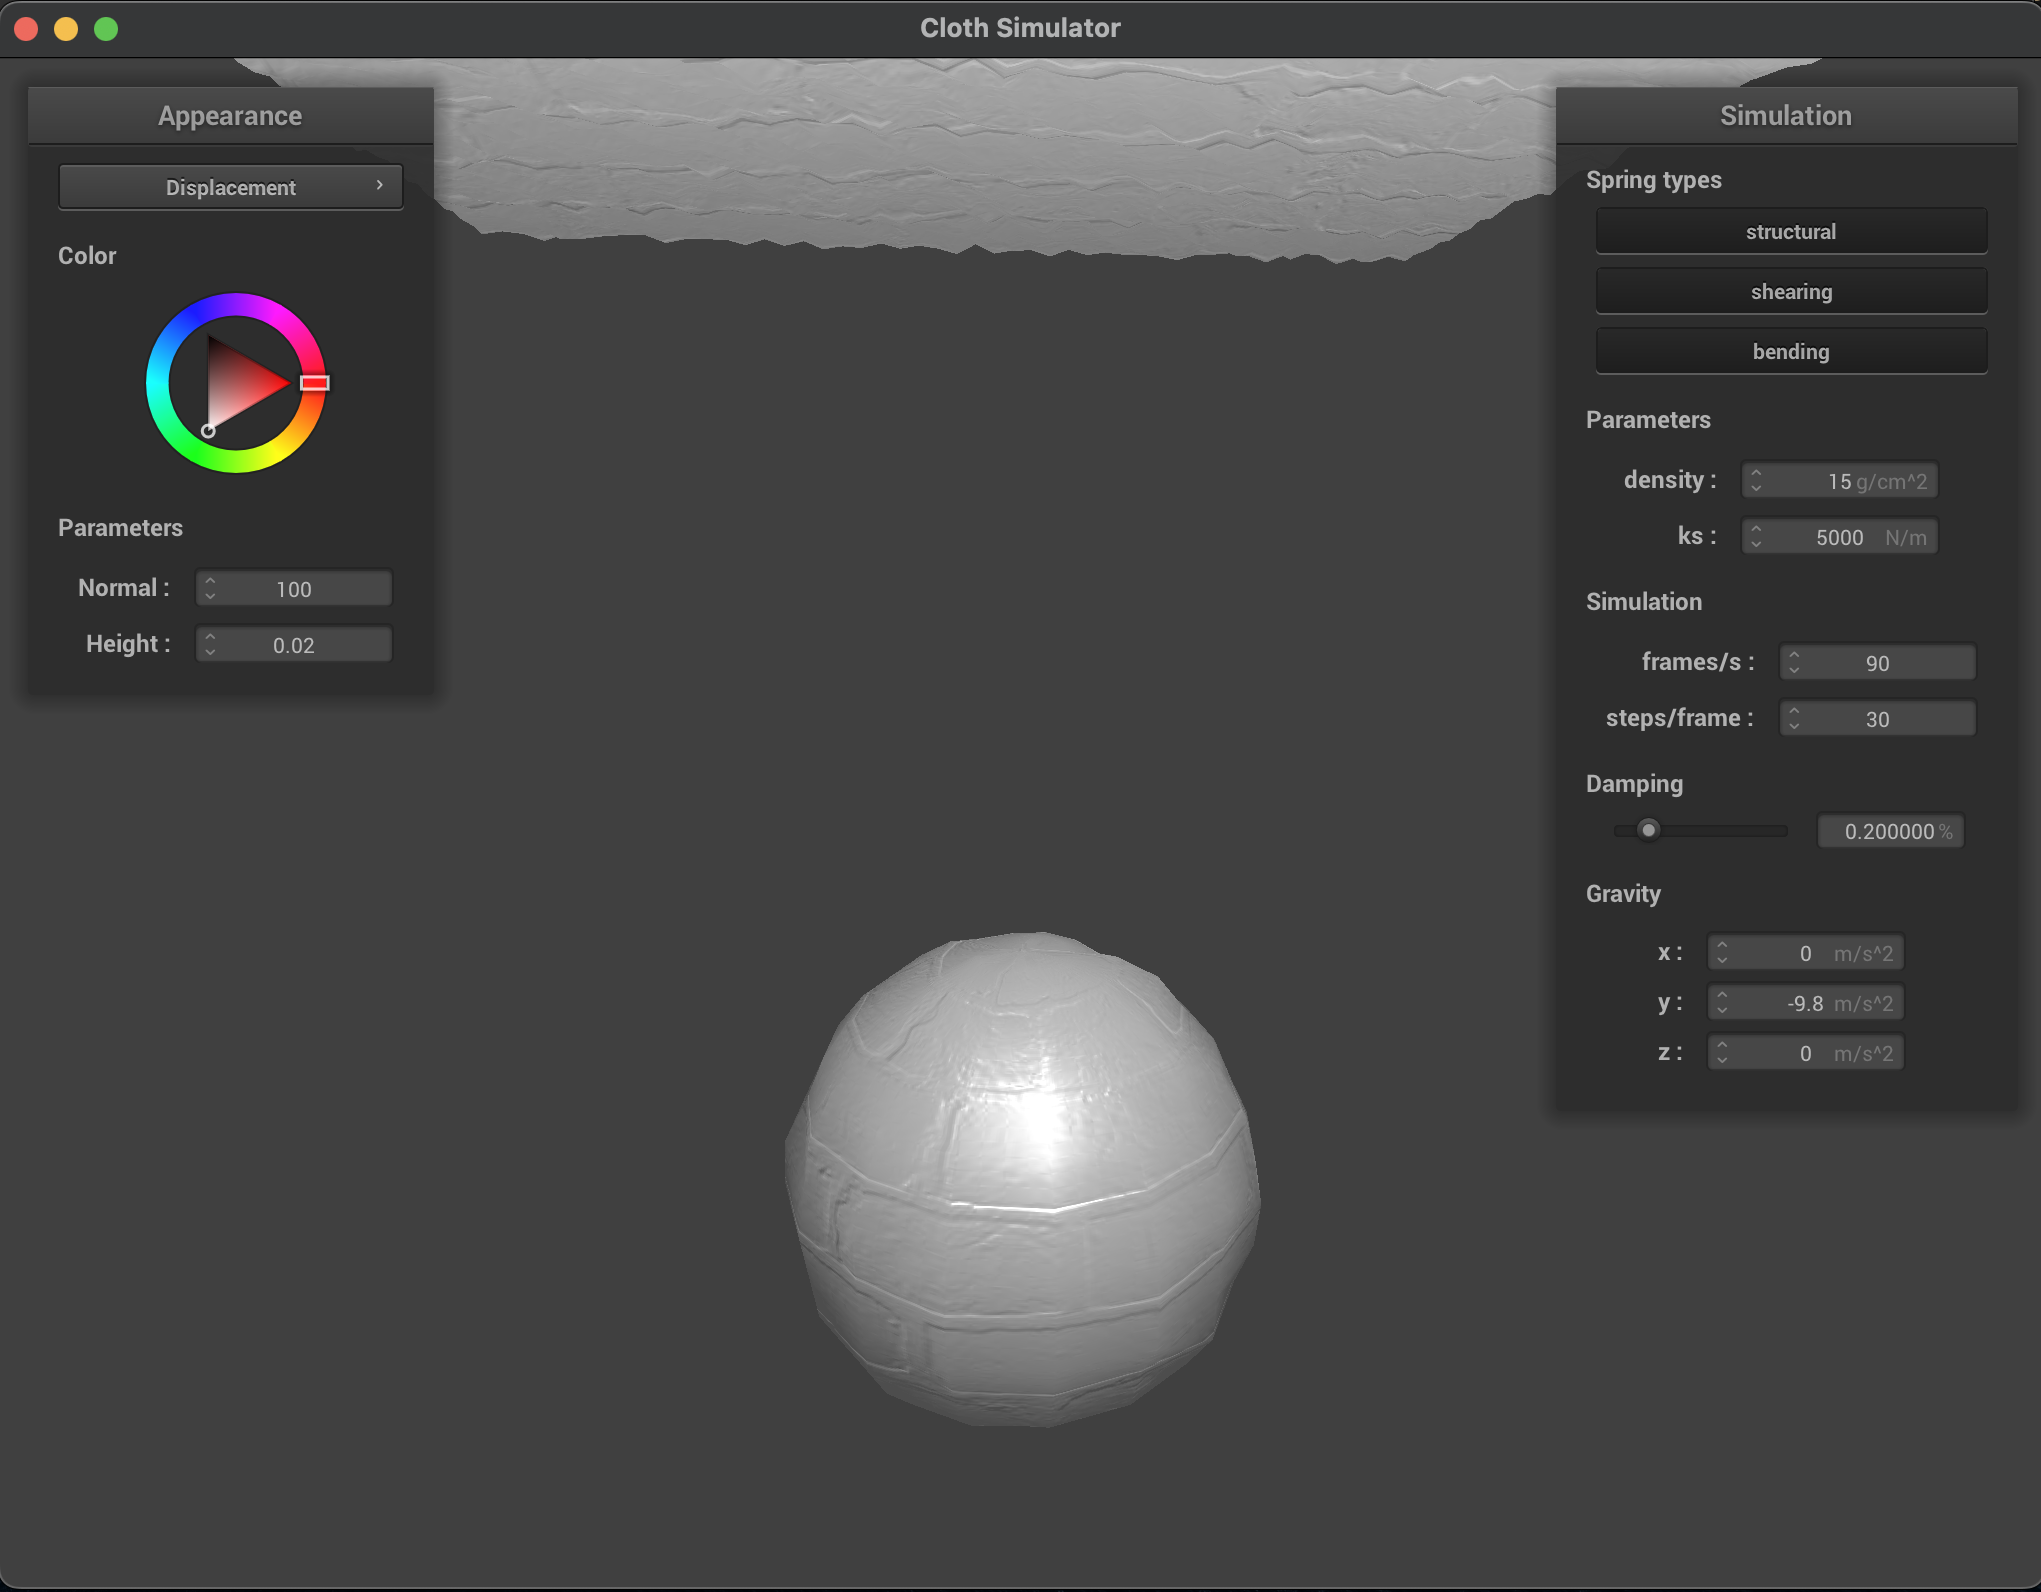 Cloth Simulator
Appearance
Displacement
Color
Parameters
Normal : 100
Height : 0.02
Simulation
Spring types
structural
shearing
bending
Parameters
density : 15 g/cm^2
ks : 5000 N/m
Simulation
frames/s : 90
steps/frame : 30
Damping
0.200000 %
Gravity
x : 0 m/s^2
y : -9.8 m/s^2
z : 0 m/s^2